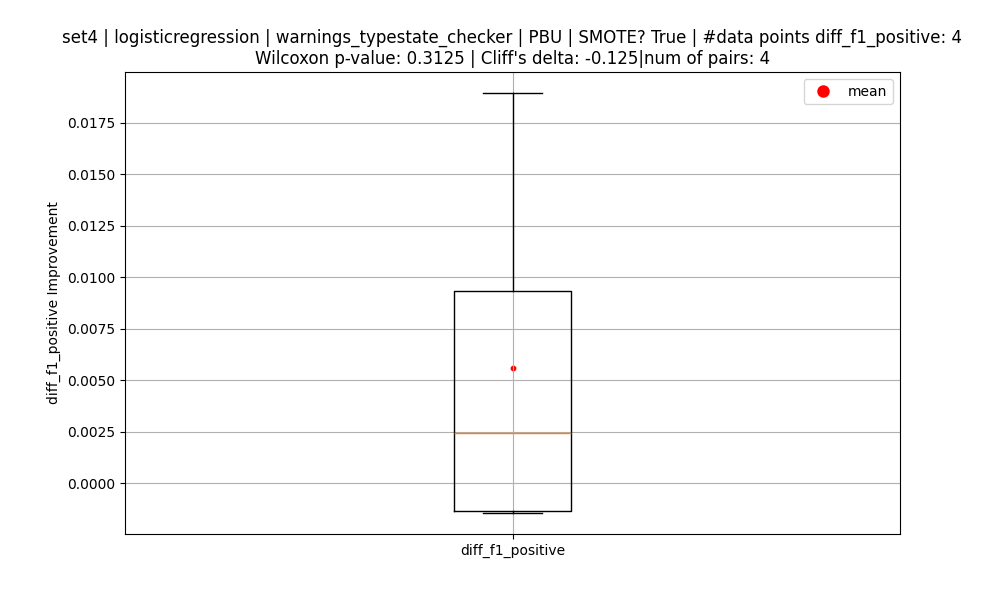 set4 | logisticregression | warnings_typestate_checker | PBU | SMOTE? True | #data points diff_f1_positive: 4
Wilcoxon p-value: 0.3125 | Cliff's delta: -0.125|num of pairs: 4
mean
0.0175
0.0150
0.0125
0.0100
0.0075
0.0050
0.0025
0.0000
diff_f1_positive Improvement
diff_f1_positive